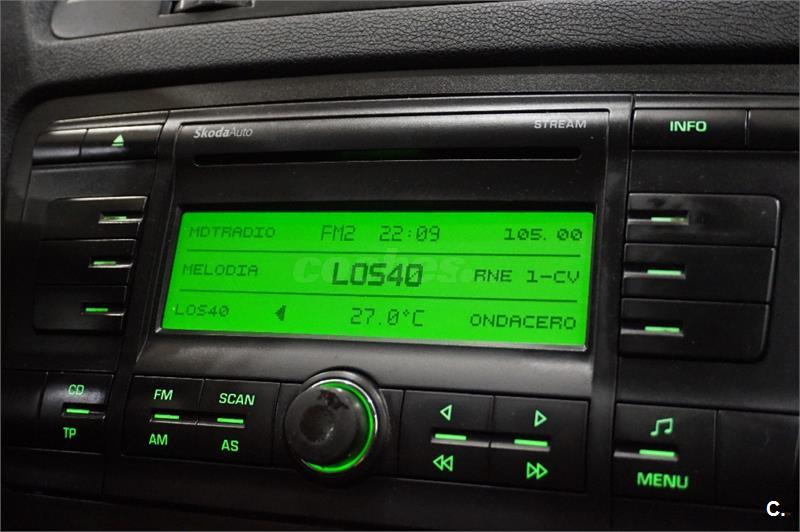 SkodaAuto STREAM INFO
MDTRADIO FM2 22:09 105.00
MELODIA LOS40 RNE 1-CV
LOS40 27.0°C ONDACERO
coches.
CD FM SCAN
TP AM AS MENU
C.